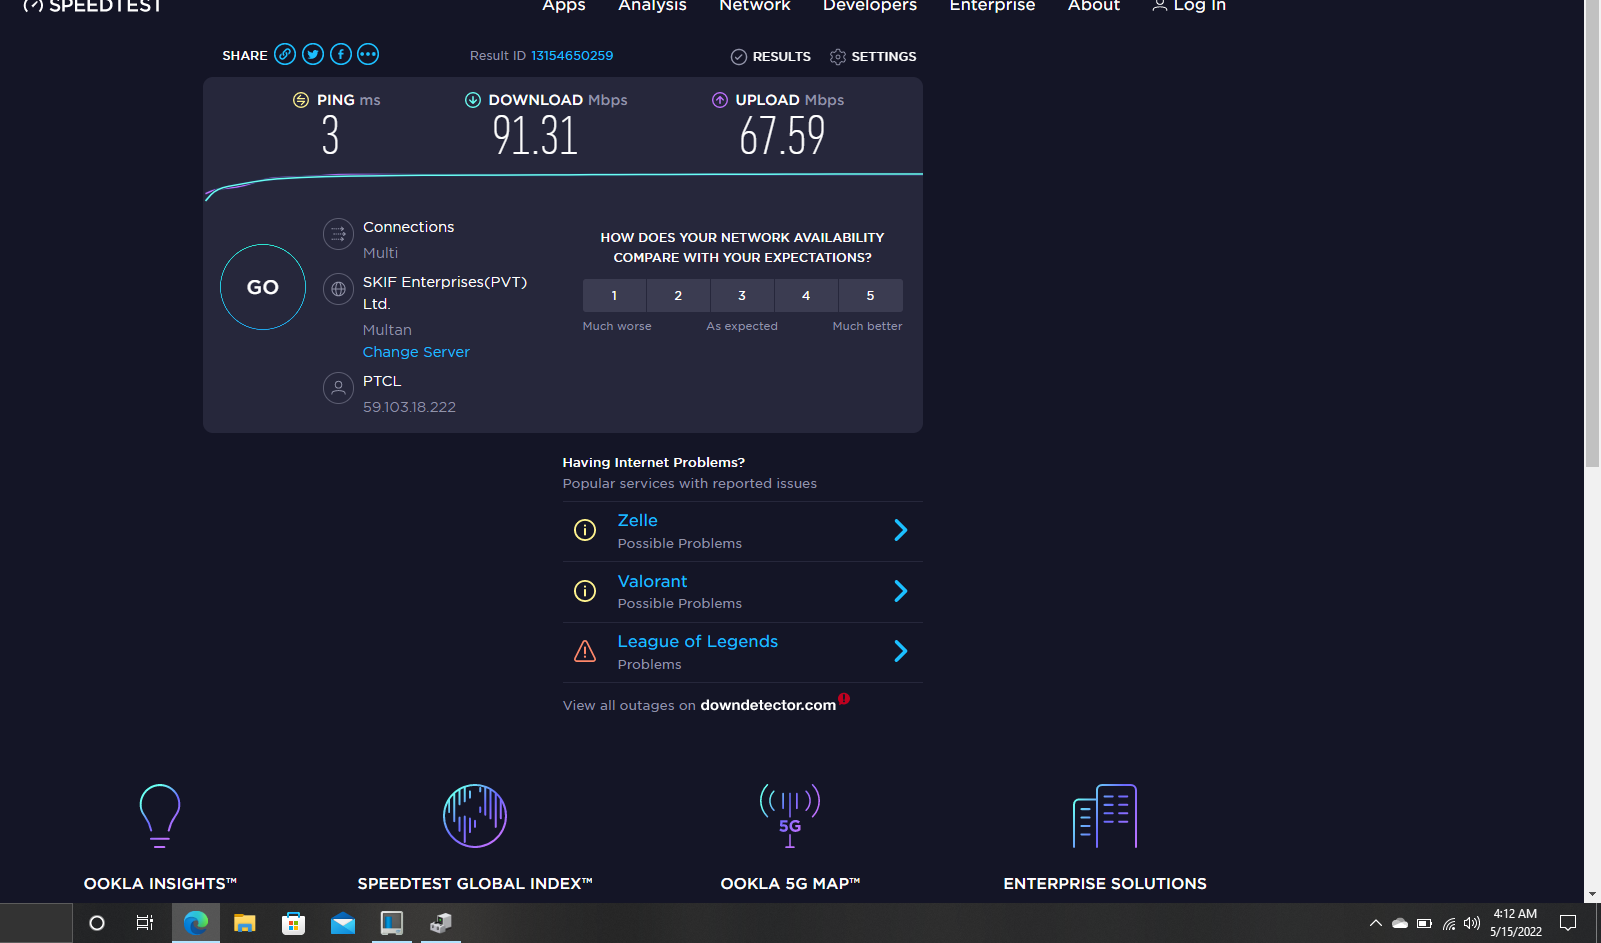 SPEEDTEST
Apps Analysis Network Developers Enterprise About Log In
SHARE Result ID 13154650259 RESULTS SETTINGS
PING ms DOWNLOAD Mbps UPLOAD Mbps
3 91.31 67.59
Connections
Multi
GO
SKIF Enterprises(PVT)
Ltd.
Multan
Change Server
PTCL
59.103.18.222
HOW DOES YOUR NETWORK AVAILABILITY
COMPARE WITH YOUR EXPECTATIONS?
1 2 3 4 5
Much worse As expected Much better
Having Internet Problems?
Popular services with reported issues
Zelle
Possible Problems
Valorant
Possible Problems
League of Legends
Problems
View all outages on downdetector.com
5G
OOKLA INSIGHTS™ SPEEDTEST GLOBAL INDEX™ OOKLA 5G MAP™ ENTERPRISE SOLUTIONS
4:12 AM
5/15/2022